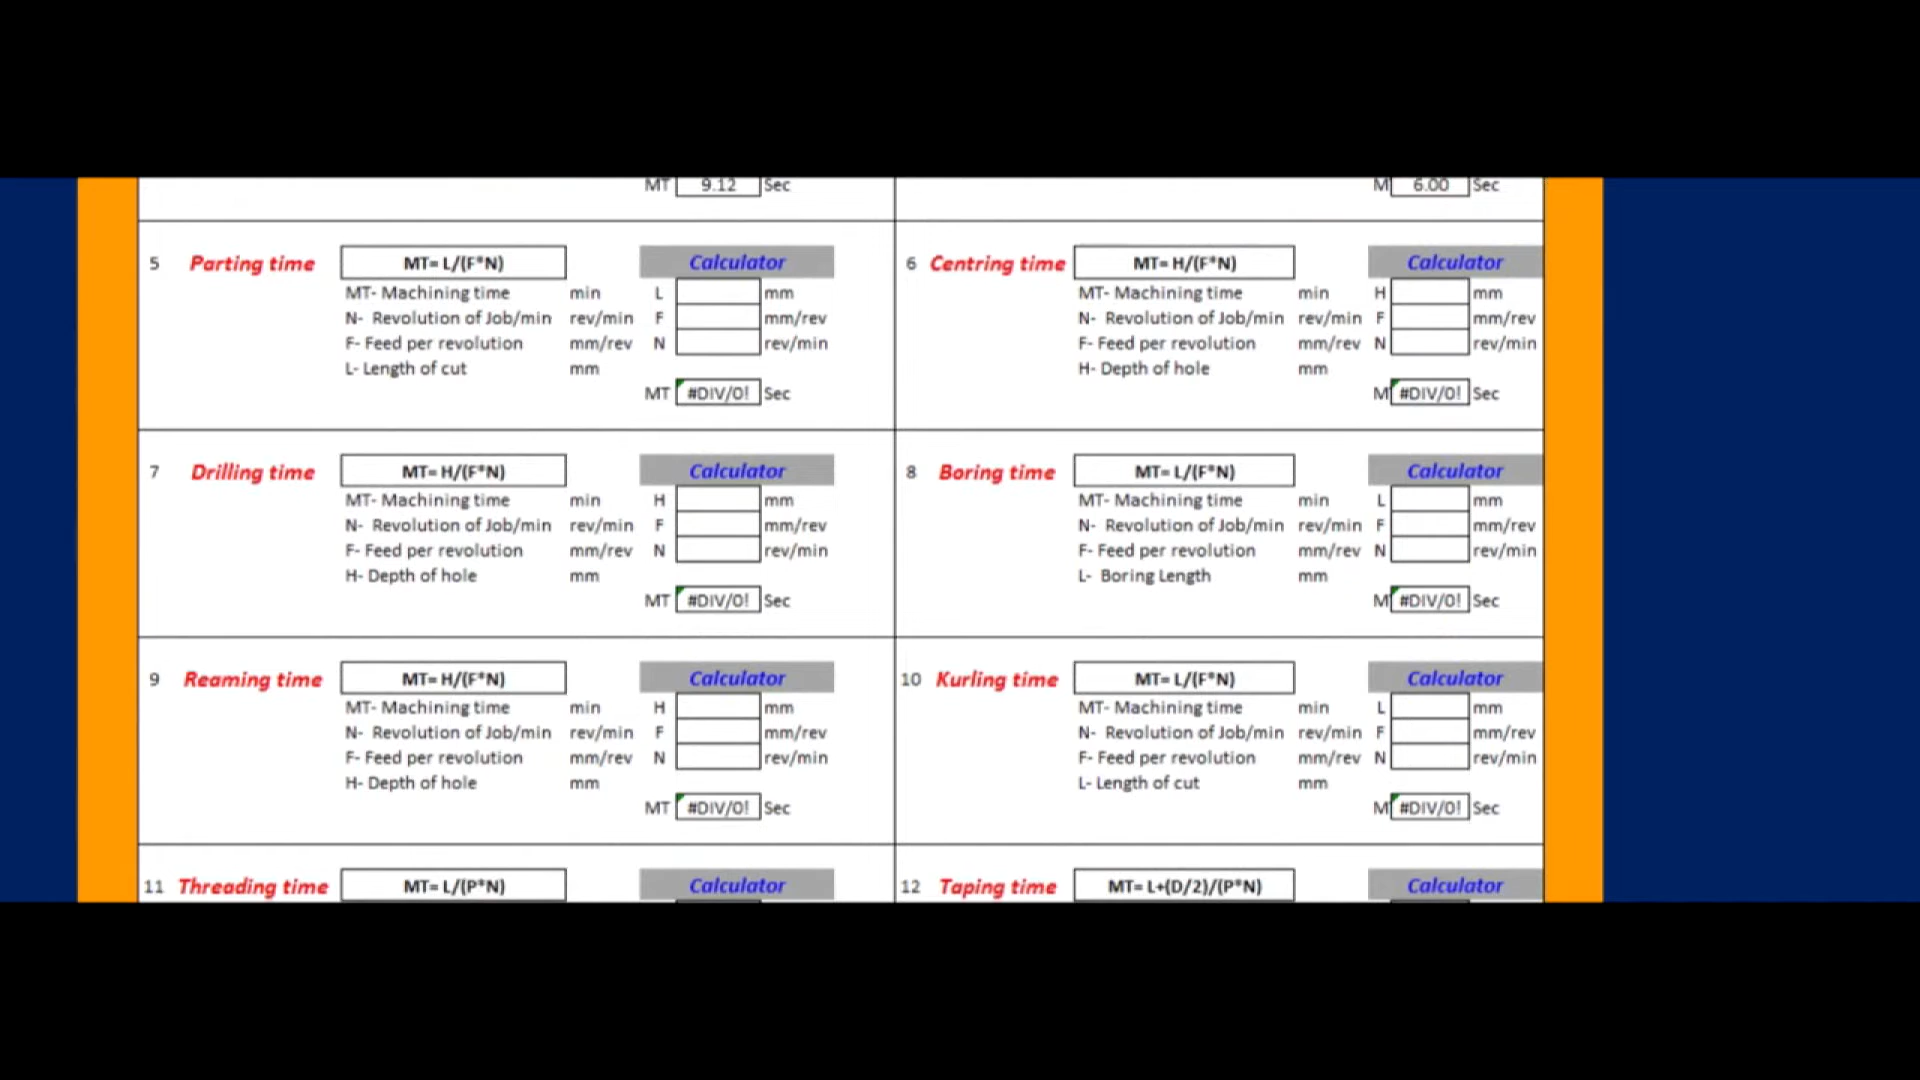 MT 9.12 Sec M 6.00 Sec
5 Parting time MT= L/(F*N) Calculator 6 Centring time MT= H/(F*N) Calculator
MT- Machining time min L mm MT- Machining time min H mm
N- Revolution of Job/min rev/min F mm/rev N- Revolution of Job/min rev/min F mm/rev
F- Feed per revolution mm/rev N rev/min F- Feed per revolution mm/rev N rev/min
L- Length of cut mm H- Depth of hole mm
MT #DIV/0! Sec M #DIV/0! Sec
7 Drilling time MT= H/(F*N) Calculator 8 Boring time MT= L/(F*N) Calculator
MT- Machining time min H mm MT- Machining time min L mm
N- Revolution of Job/min rev/min F mm/rev N- Revolution of Job/min rev/min F mm/rev
F- Feed per revolution mm/rev N rev/min F- Feed per revolution mm/rev N rev/min
H- Depth of hole mm L- Boring Length mm
MT #DIV/0! Sec M #DIV/0! Sec
9 Reaming time MT= H/(F*N) Calculator 10 Kurling time MT= L/(F*N) Calculator
MT- Machining time min H mm MT- Machining time min L mm
N- Revolution of Job/min rev/min F mm/rev N- Revolution of Job/min rev/min F mm/rev
F- Feed per revolution mm/rev N rev/min F- Feed per revolution mm/rev N rev/min
H- Depth of hole mm L- Length of cut mm
MT #DIV/0! Sec M #DIV/0! Sec
11 Threading time MT= L/(P*N) Calculator 12 Taping time MT= L+(D/2)/(P*N) Calculator